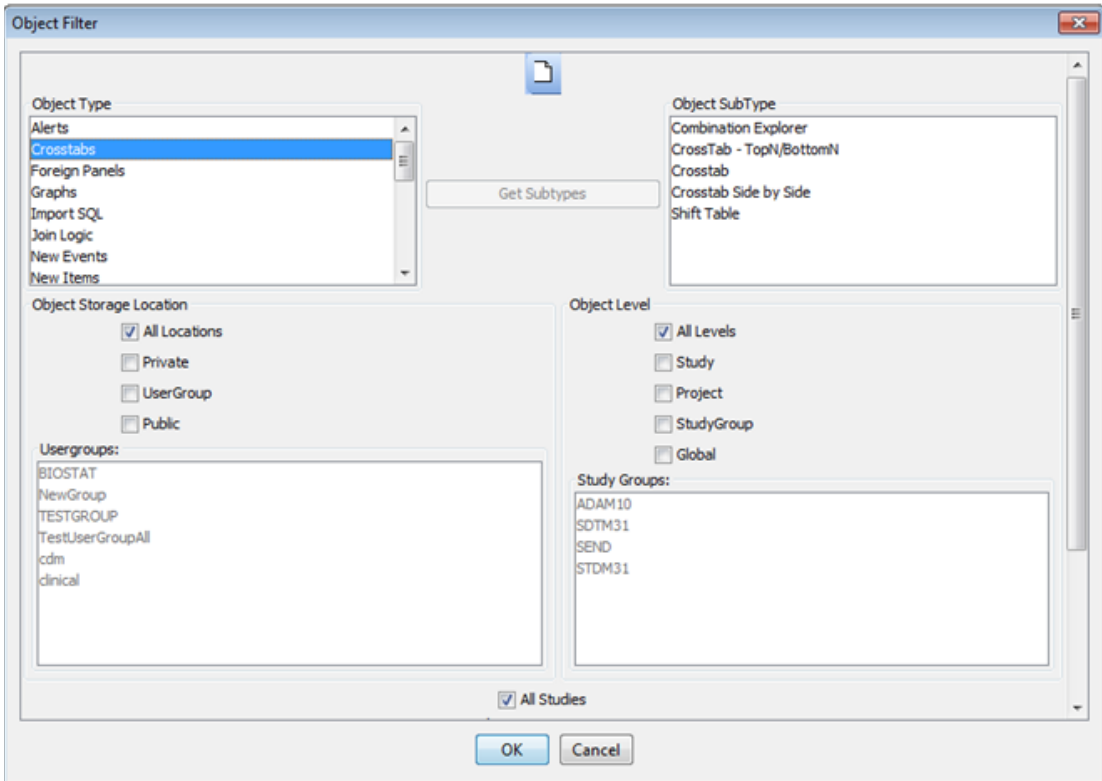 Object Filter
Object Type
Alerts
Crosstabs
Foreign Panels
Graphs
Import SQL
Join Logic
New Events
New Items
Get Subtypes
Object SubType
Combination Explorer
CrossTab - TopN/BottomN
Crosstab
Crosstab Side by Side
Shift Table
Object Storage Location
All Locations
Private
UserGroup
Public
Usergroups:
BIOSTAT
NewGroup
TESTGROUP
TestUserGroupAll
cdm
clinical
Object Level
All Levels
Study
Project
StudyGroup
Global
Study Groups:
ADAM10
SDTM31
SEND
STDM31
All Studies
OK
Cancel